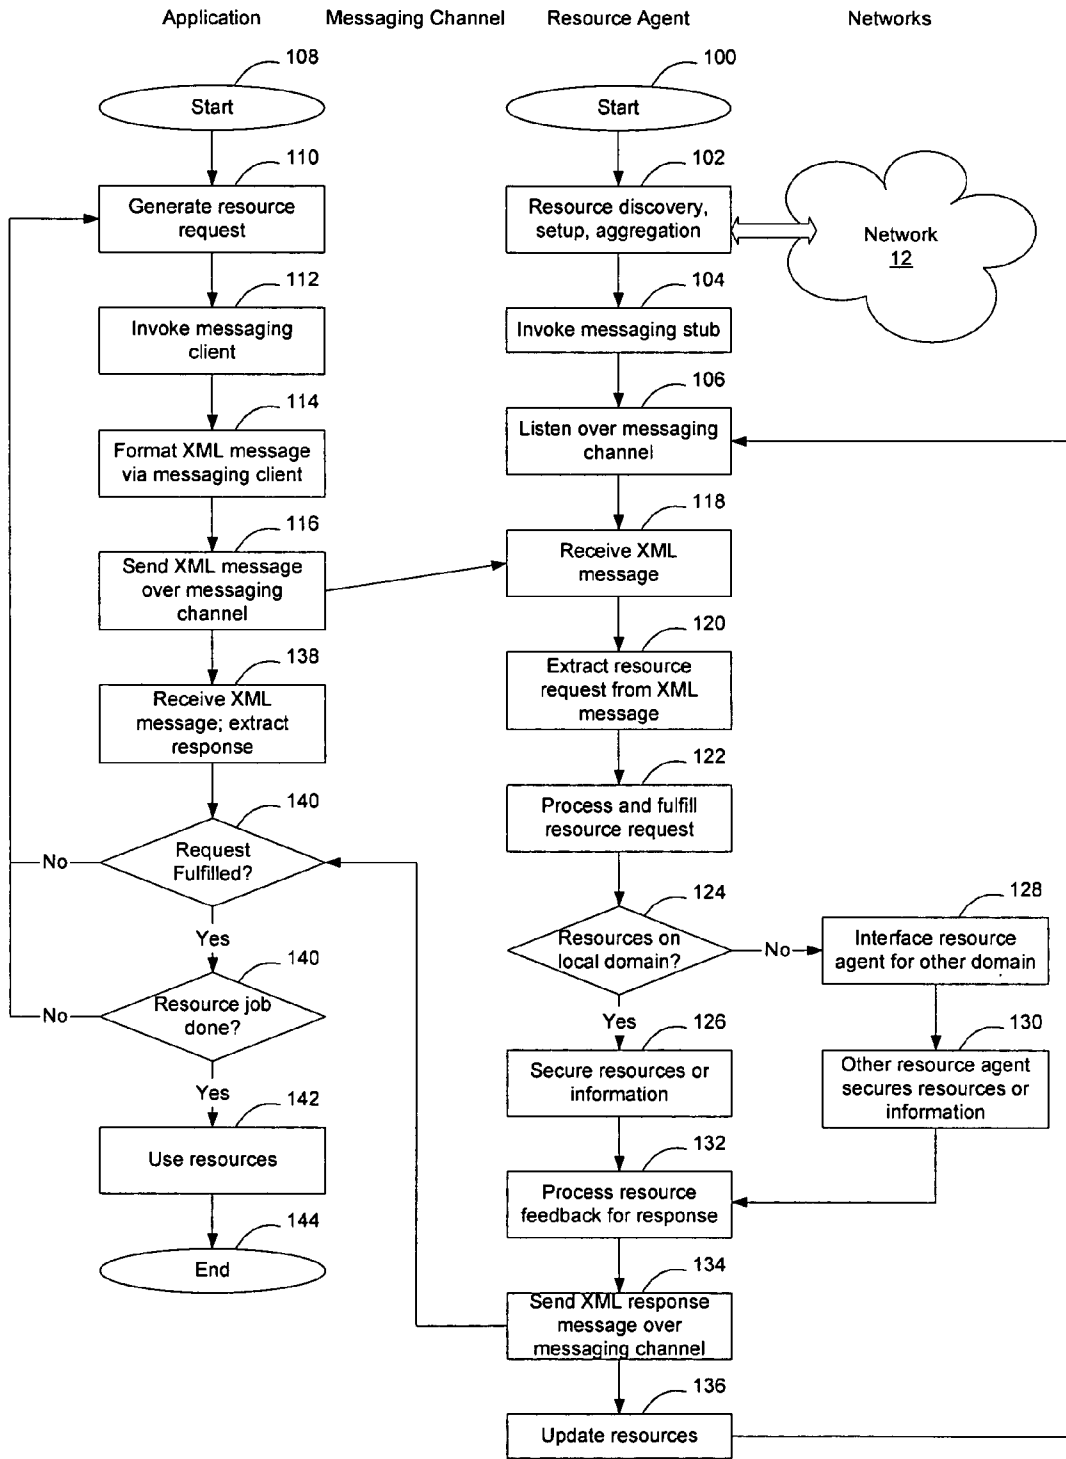 Application
Messaging Channel
Resource Agent
Networks
108
Start
110
Generate resource
request
112
Invoke messaging
client
114
Format XML message
via messaging client
116
Send XML message
over messaging
channel
138
Receive XML
message; extract
response
140
Request
Fulfilled?
No
Yes
140
Resource job
done?
No
Yes
142
Use resources
144
End
100
Start
102
Resource discovery,
setup, aggregation
Network
12
104
Invoke messaging stub
106
Listen over messaging
channel
118
Receive XML
message
120
Extract resource
request from XML
message
122
Process and fulfill
resource request
124
Resources on
local domain?
No
Yes
128
Interface resource
agent for other domain
126
Secure resources or
information
130
Other resource agent
secures resources or
information
132
Process resource
feedback for response
134
Send XML response
message over
messaging channel
136
Update resources